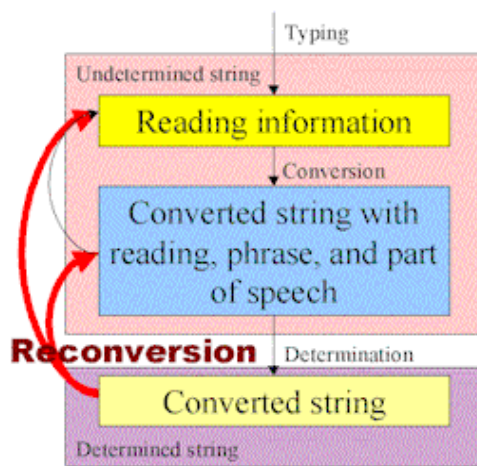 Typing
Undetermined string
Reading information
Conversion
Converted string with
reading, phrase, and part
of speech
Reconversion
Determination
Converted string
Determined string